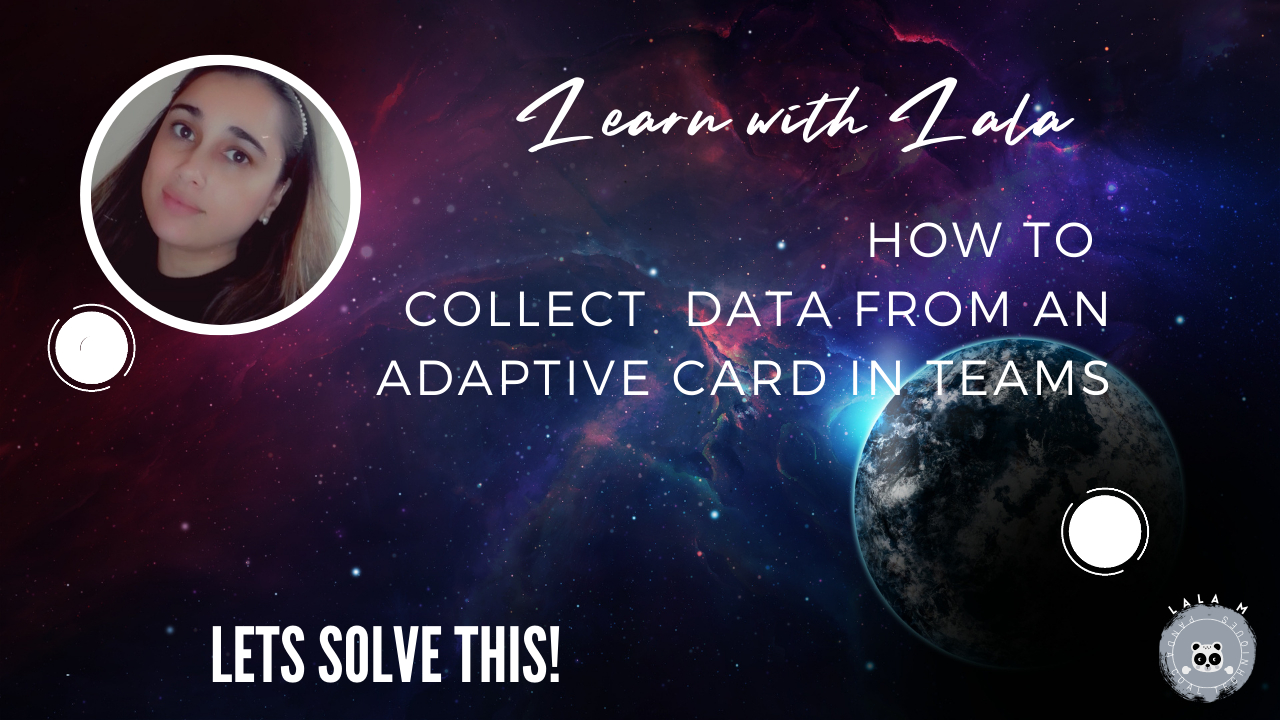 Learn with Lala
HOW TO
COLLECT DATA FROM AN
ADAPTIVE CARD IN TEAMS
LETS SOLVE THIS!
LALA M